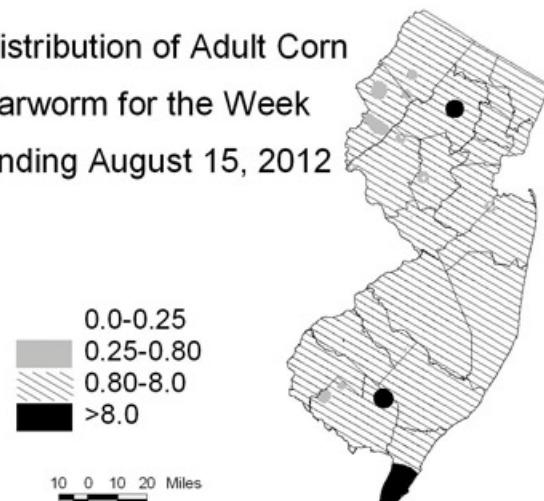 istribution of Adult Corn
arworm for the Week
nding August 15, 2012
0.0-0.25
0.25-0.80
0.80-8.0
>8.0
10 0 10 20 Miles